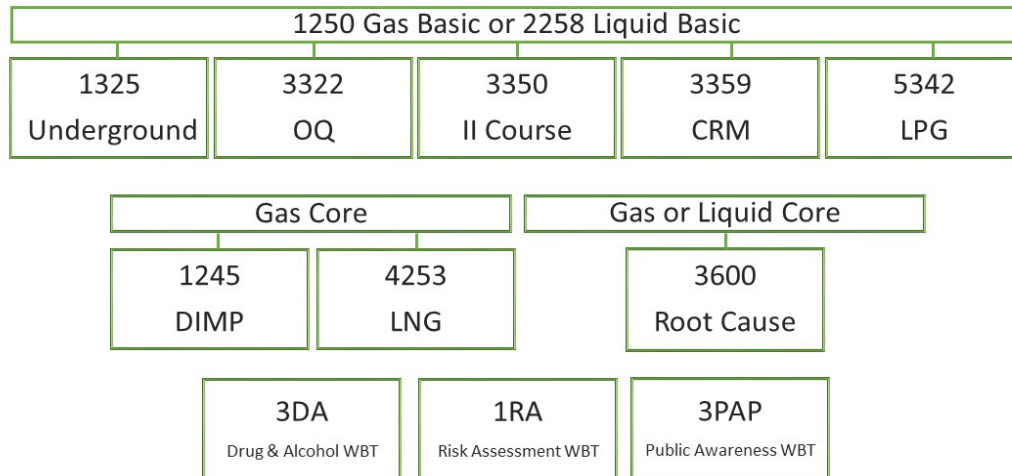 1250 Gas Basic or 2258 Liquid Basic
1325
Underground
3322
OQ
3350
II Course
3359
CRM
5342
LPG
Gas Core
1245
DIMP
4253
LNG
Gas or Liquid Core
3600
Root Cause
3DA
Drug & Alcohol WBT
1RA
Risk Assessment WBT
3PAP
Public Awareness WBT